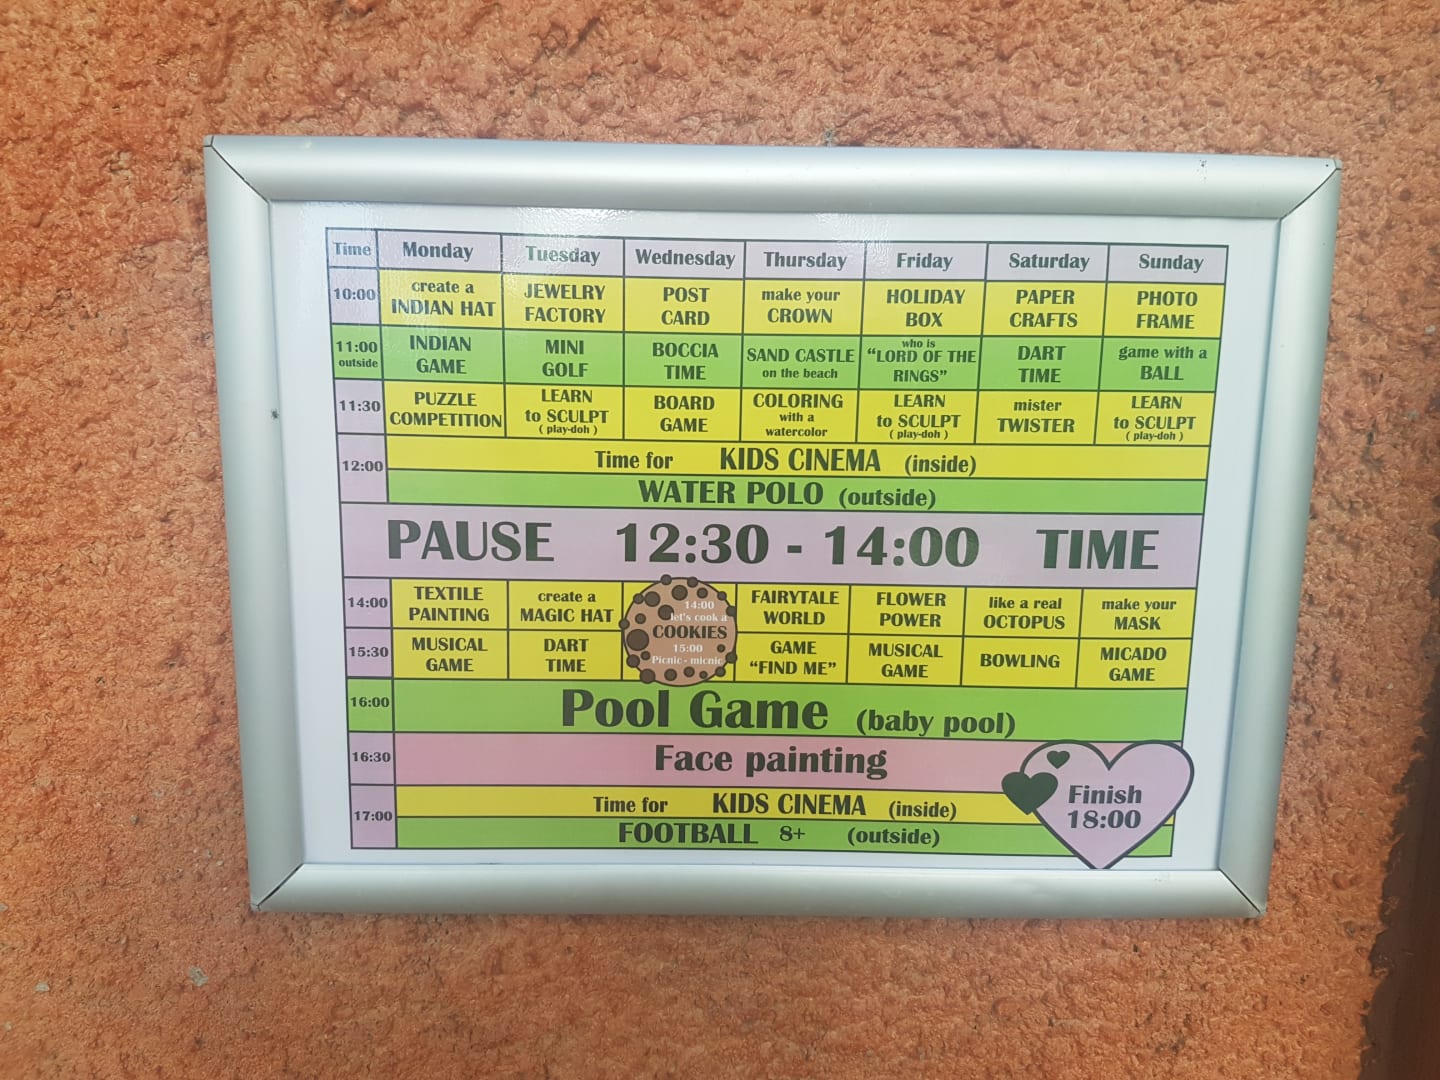 Time Monday Tuesday Wednesday Thursday Friday Saturday Sunday
10:00
create a
INDIAN HAT
JEWELRY
FACTORY
POST
CARD
make your
CROWN
HOLIDAY
BOX
PAPER
CRAFTS
PHOTO
FRAME
11:00
outside
INDIAN
GAME
MINI
GOLF
BOCCIA
TIME
SAND CASTLE
on the beach
who is
"LORD OF THE
RINGS"
DART
TIME
game with a
BALL
11:30
PUZZLE
COMPETITION
LEARN
to SCULPT
( play-doh )
BOARD
GAME
COLORING
with a
watercolor
LEARN
to SCULPT
( play-doh )
mister
TWISTER
LEARN
to SCULPT
( play-doh )
12:00
Time for KIDS CINEMA (inside)
WATER POLO (outside)
PAUSE 12:30 - 14:00 TIME
14:00
TEXTILE
PAINTING
create a
MAGIC HAT
14:00
let's cook a
COOKIES
15:00
Picnic - micnic
FAIRYTALE
WORLD
FLOWER
POWER
like a real
OCTOPUS
make your
MASK
15:30
MUSICAL
GAME
DART
TIME
GAME
"FIND ME"
MUSICAL
GAME
BOWLING
MICADO
GAME
16:00
Pool Game (baby pool)
16:30
Face painting
17:00
Time for KIDS CINEMA (inside)
FOOTBALL 8+ (outside)
Finish
18:00